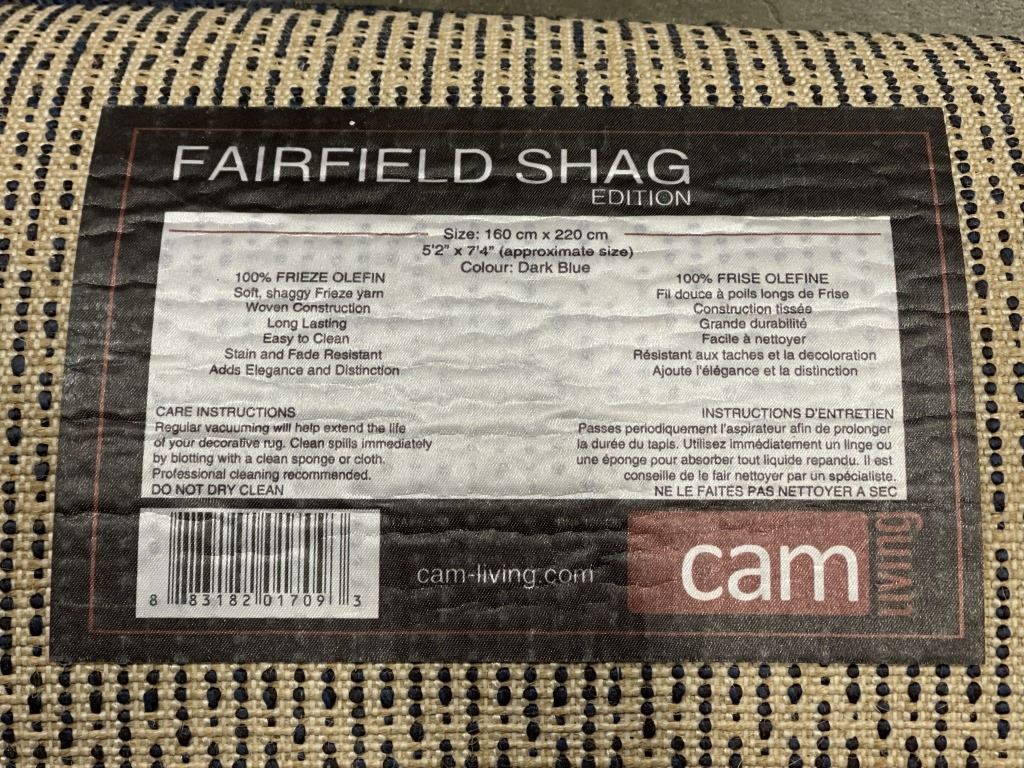 FAIRFIELD SHAG
EDITION
Size: 160 cm x 220 cm
5'2" x 7'4" (approximate size)
Colour: Dark Blue
100% FRIEZE OLEFIN
Soft, shaggy Frieze yarn
Woven Construction
Long Lasting
Easy to Clean
Stain and Fade Resistant
Adds Elegance and Distinction
100% FRISE OLEFINE
Fil douce à poils longs de Frise
Construction tissée
Grande durabilité
Facile à nettoyer
Résistant aux taches et la decoloration
Ajoute l'élégance et la distinction
CARE INSTRUCTIONS
Regular vacuuming will help extend the life
of your decorative rug. Clean spills immediately
by blotting with a clean sponge or cloth.
Professional cleaning recommended.
DO NOT DRY CLEAN
INSTRUCTIONS D'ENTRETIEN
Passes periodiquement l'aspirateur afin de prolonger
la durée du tapis. Utilisez immédiatement un linge ou
une éponge pour absorber tout liquide repandu. Il est
conseille de le fair nettoyer par un spécialiste.
NE LE FAITES PAS NETTOYER A SEC
8 83182 01709 3
cam-living.com
cam
living